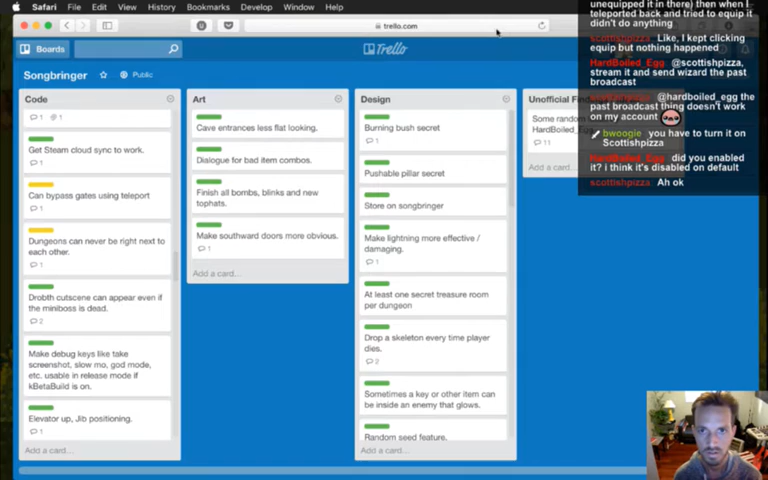 Safari File Edit View History Bookmarks Develop Window Help
trello.com
Boards
Trello
Songbringer
Public
Code
1 1
Get Steam cloud sync to work.
1
Can bypass gates using teleport
1
Dungeons can never be right next to
each other.
1
Drobth cutscene can appear even if
the miniboss is dead.
2
Make debug keys like take
screenshot, slow mo, god mode,
etc. usable in release mode if
kBetaBuild is on.
Elevator up, Jib positioning.
1
Add a card...
Art
Cave entrances less flat looking.
Dialogue for bad item combos.
Finish all bombs, blinks and new
tophats.
Make southward doors more obvious.
1
Add a card...
Design
Burning bush secret
1
Pushable pillar secret
Store on songbringer
Make lightning more effective /
damaging.
1
At least one secret treasure room
per dungeon
Drop a skeleton every time player
dies.
2
Sometimes a key or other item can
be inside an enemy that glows.
Random seed feature.
Add a card...
Unofficial
Some random
HardBoiled_Egg
11
Add a card...
unequipped it in there) then when I
teleported back and tried to equip it
didn't do anything
scottishpizza Like, I kept clicking
equip but nothing happened
HardBoiled_Egg @scottishpizza,
stream it and send wizard the past
broadcast
scottishpizza @hardboiled_egg the
past broadcast thing doesn't work
on my account
bwoogie you have to turn it on
Scottishpizza
HardBoiled_Egg did you enabled
it? i think it's disabled on default
scottishpizza Ah ok